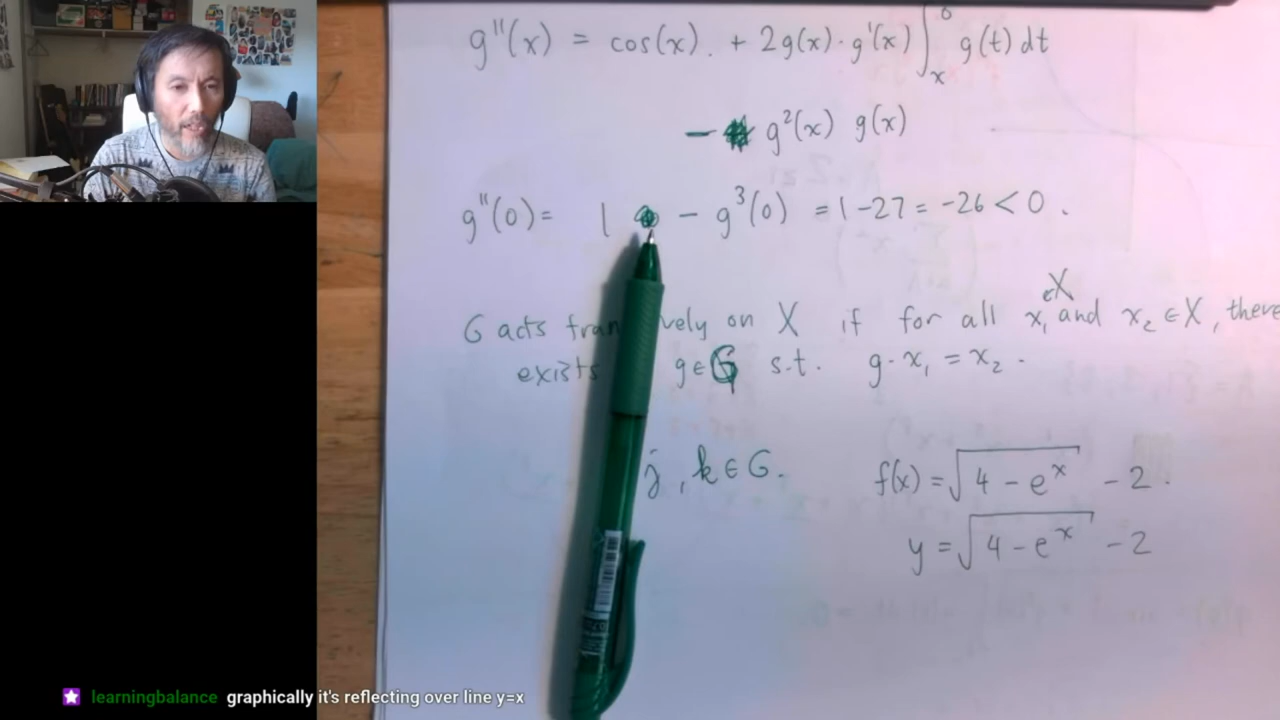 g''(x) = cos(x) . + 2g(x)·g'(x) ∫ₓ⁰ g(t) dt
- g²(x) g(x)
g''(0) = 1 - g³(0) = 1 - 27 = -26 < 0 .
∈X
G acts vely on X if for all x₁ and x₂ ∈ X, there
exists g∈G s.t. g·x₁ = x₂ .
j, k ∈ G. f(x) = √(4 - eˣ) - 2 .
y = √(4 - eˣ) - 2
learningbalance graphically it's reflecting over line y=x